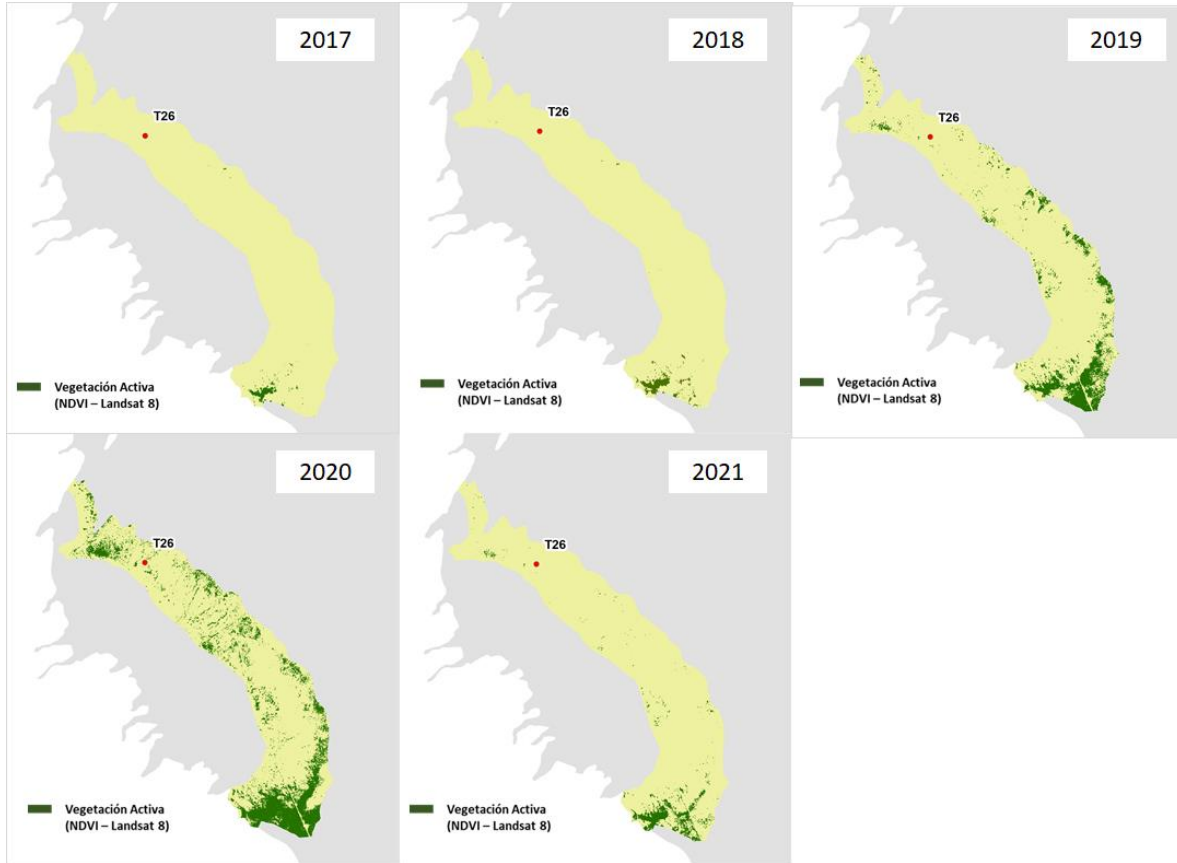 2017
2018
2019
T26
T26
T26
Vegetación Activa
(NDVI – Landsat 8)
Vegetación Activa
(NDVI – Landsat 8)
Vegetación Activa
(NDVI – Landsat 8)
2020
2021
T26
T26
Vegetación Activa
(NDVI – Landsat 8)
Vegetación Activa
(NDVI – Landsat 8)